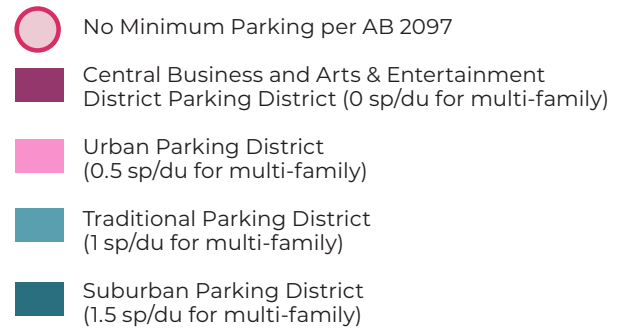 No Minimum Parking per AB 2097
Central Business and Arts & Entertainment
District Parking District (0 sp/du for multi-family)
Urban Parking District
(0.5 sp/du for multi-family)
Traditional Parking District
(1 sp/du for multi-family)
Suburban Parking District
(1.5 sp/du for multi-family)